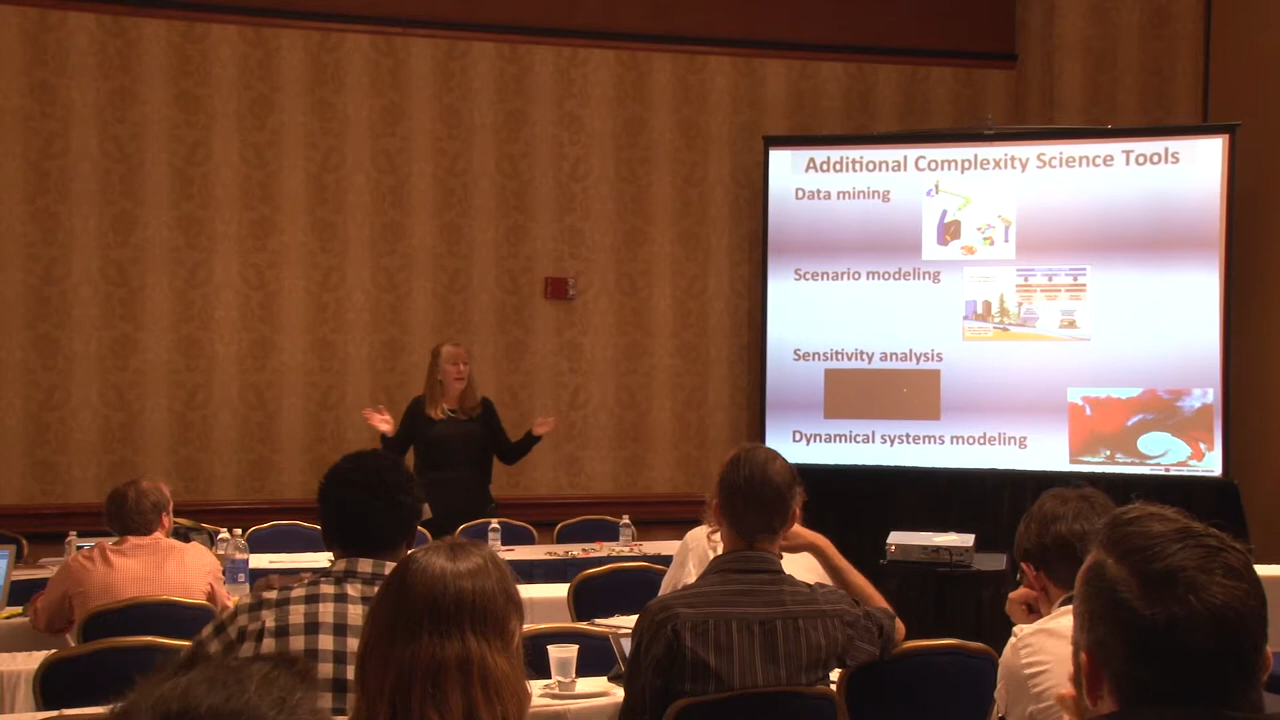 Additional Complexity Science Tools
Data mining
Scenario modeling
Sensitivity analysis
Dynamical systems modeling